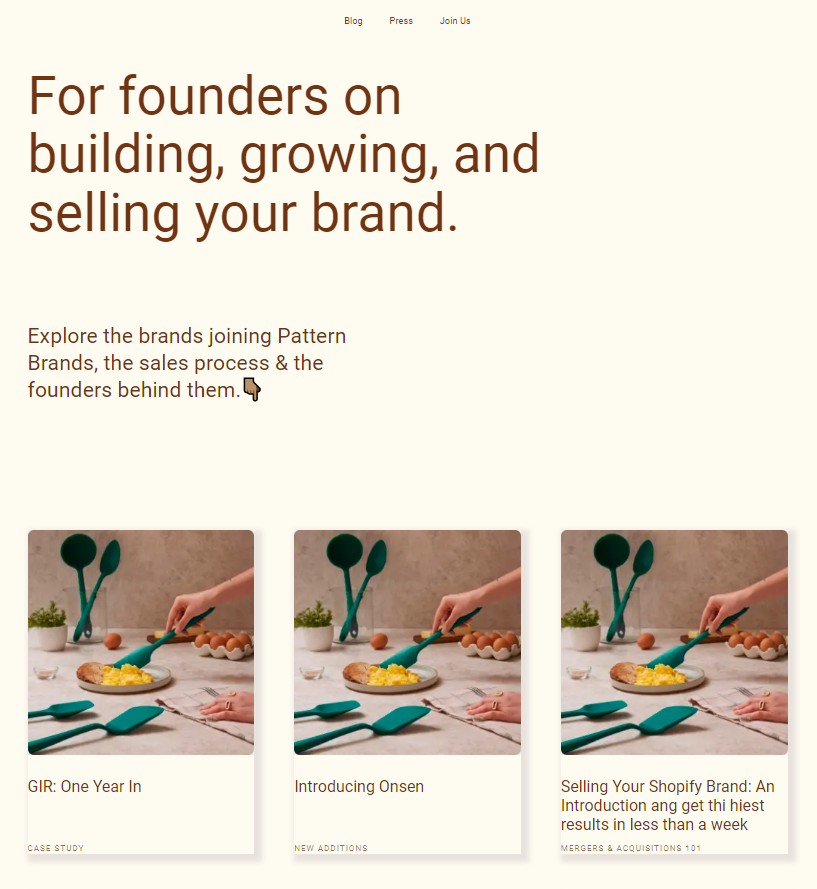 Blog Press Join Us
For founders on
building, growing, and
selling your brand.
Explore the brands joining Pattern
Brands, the sales process & the
founders behind them.👇🏽
GIR: One Year In
CASE STUDY
Introducing Onsen
NEW ADDITIONS
Selling Your Shopify Brand: An
Introduction ang get thi hiest
results in less than a week
MERGERS & ACQUISITIONS 101